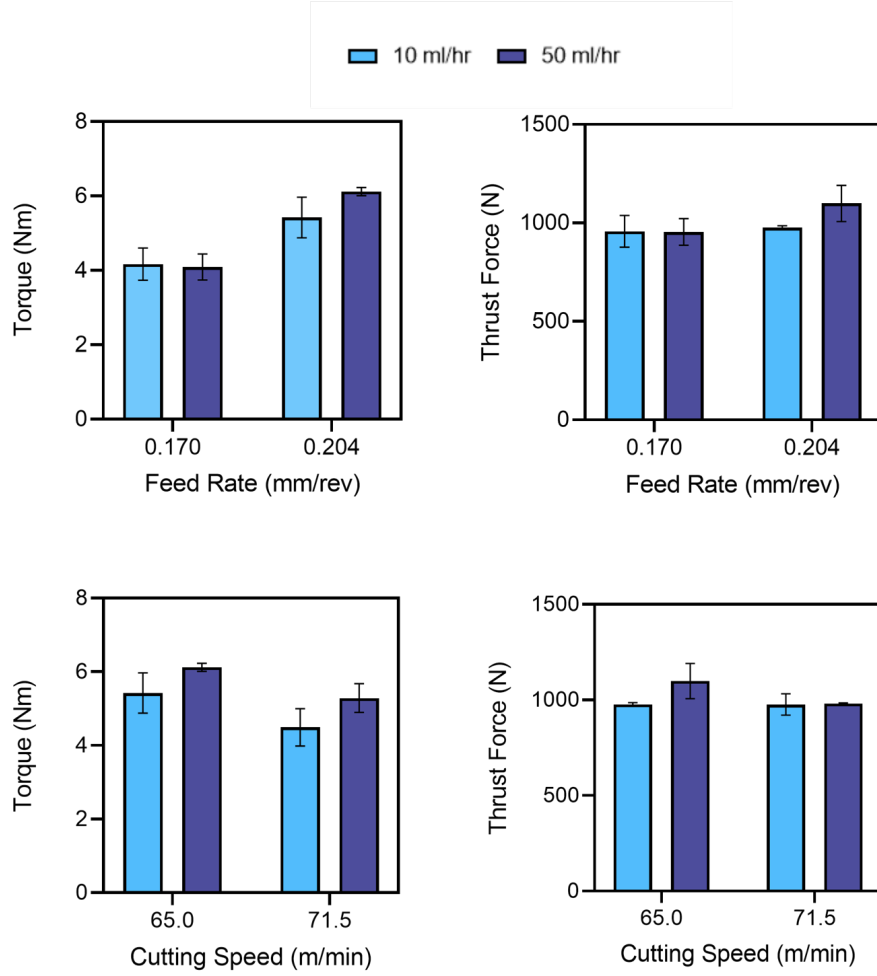 10 ml/hr 50 ml/hr
Torque (Nm)
8
6
4
2
0
0.170 0.204
Feed Rate (mm/rev)
Thrust Force (N)
1500
1000
500
0
0.170 0.204
Feed Rate (mm/rev)
Torque (Nm)
8
6
4
2
0
65.0 71.5
Cutting Speed (m/min)
Thrust Force (N)
1500
1000
500
0
65.0 71.5
Cutting Speed (m/min)